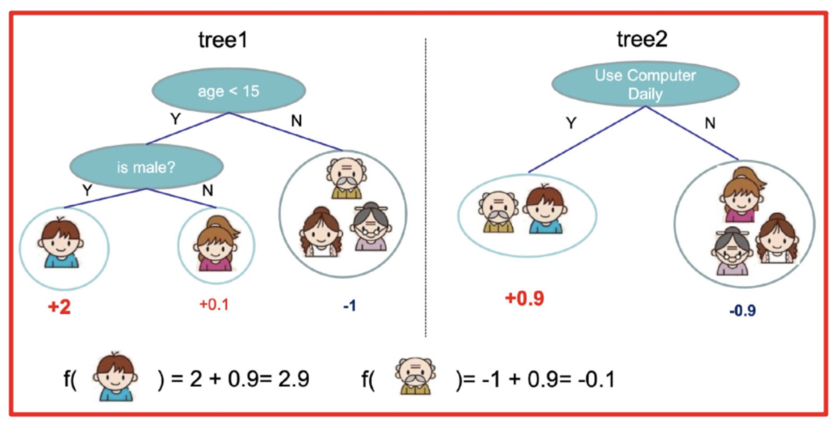 tree1
tree2
age < 15
Use Computer
Daily
Y
N
Y
N
is male?
Y
N
+2
+0.1
-1
+0.9
-0.9
f( ) = 2 + 0.9= 2.9
f( )= -1 + 0.9= -0.1